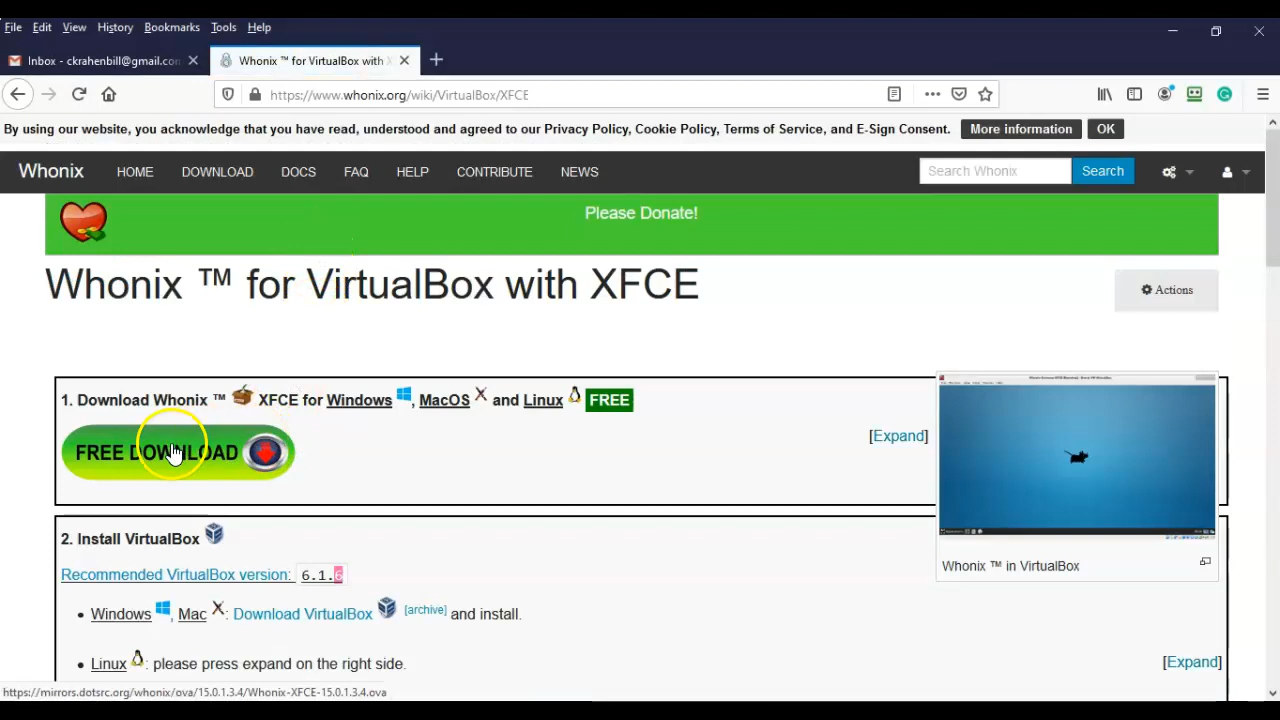 File Edit View History Bookmarks Tools Help
Inbox - ckrahenbill@gmail.con
Whonix ™ for VirtualBox with X
https://www.whonix.org/wiki/VirtualBox/XFCE
By using our website, you acknowledge that you have read, understood and agreed to our Privacy Policy, Cookie Policy, Terms of Service, and E-Sign Consent. More information OK
Whonix HOME DOWNLOAD DOCS FAQ HELP CONTRIBUTE NEWS Search Whonix Search
Please Donate!
Whonix ™ for VirtualBox with XFCE
Actions
1. Download Whonix ™ XFCE for Windows, MacOS and Linux FREE
[Expand]
FREE DOWNLOAD
2. Install VirtualBox
Whonix ™ in VirtualBox
Recommended VirtualBox version: 6.1.6
• Windows, Mac: Download VirtualBox [archive] and install.
• Linux: please press expand on the right side.
[Expand]
https://mirrors.dotsrc.org/whonix/ova/15.0.1.3.4/Whonix-XFCE-15.0.1.3.4.ova